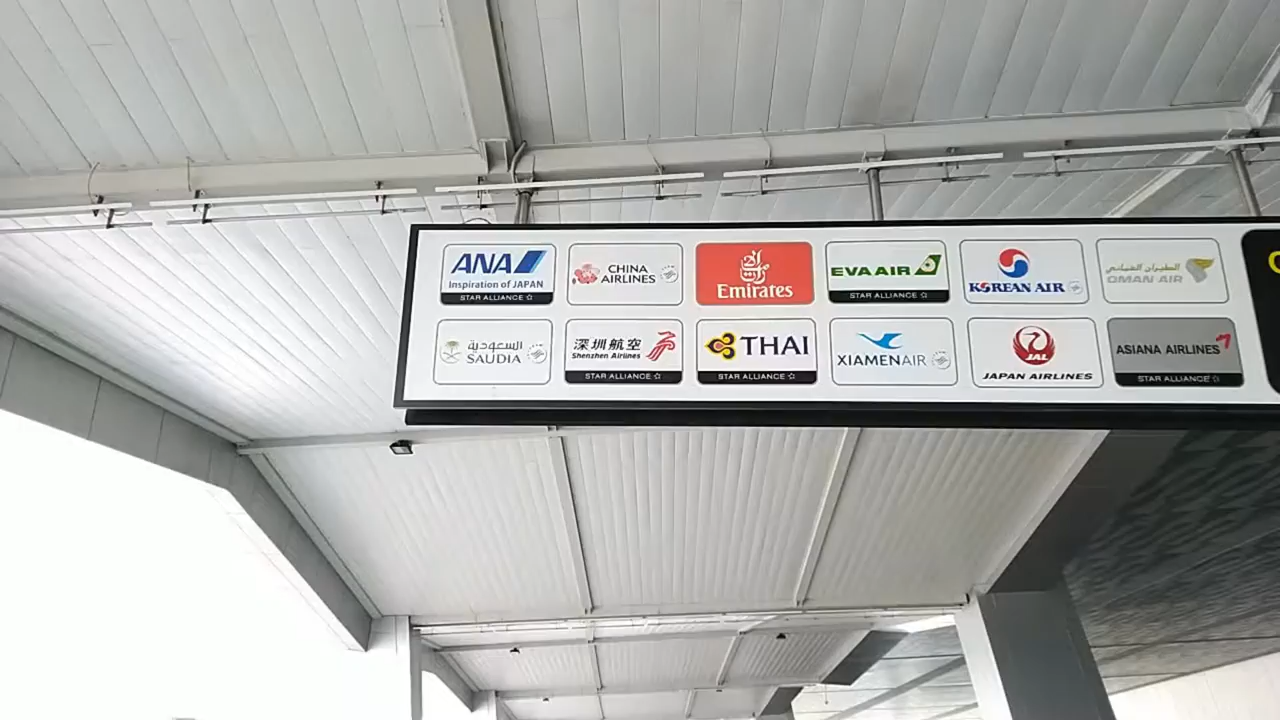 ANA
Inspiration of JAPAN
STAR ALLIANCE
CHINA
AIRLINES
Emirates
EVA AIR
STAR ALLIANCE
KOREAN AIR
الطيران العماني
OMAN AIR
السعودية
SAUDIA
深圳航空
Shenzhen Airlines
STAR ALLIANCE
THAI
STAR ALLIANCE
XIAMENAIR
JAL
JAPAN AIRLINES
ASIANA AIRLINES
STAR ALLIANCE